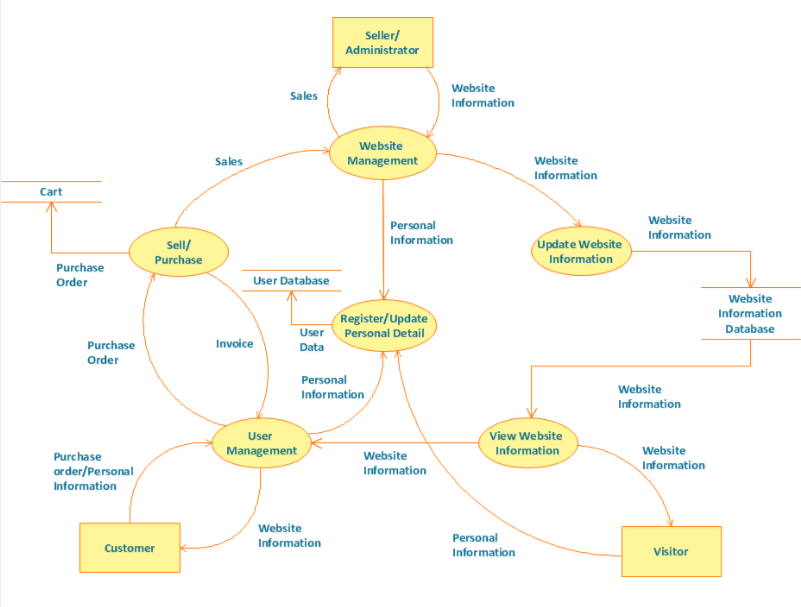 Seller/
Administrator
Sales
Website
Information
Website
Management
Sales
Website
Information
Cart
Personal
Information
Website
Information
Sell/
Purchase
Update Website
Information
Purchase
Order
User Database
Website
Information
Database
Register/Update
Personal Detail
User
Data
Purchase
Order
Invoice
Personal
Information
Website
Information
User
Management
View Website
Information
Purchase
order/Personal
Information
Website
Information
Website
Information
Website
Information
Personal
Information
Customer
Visitor